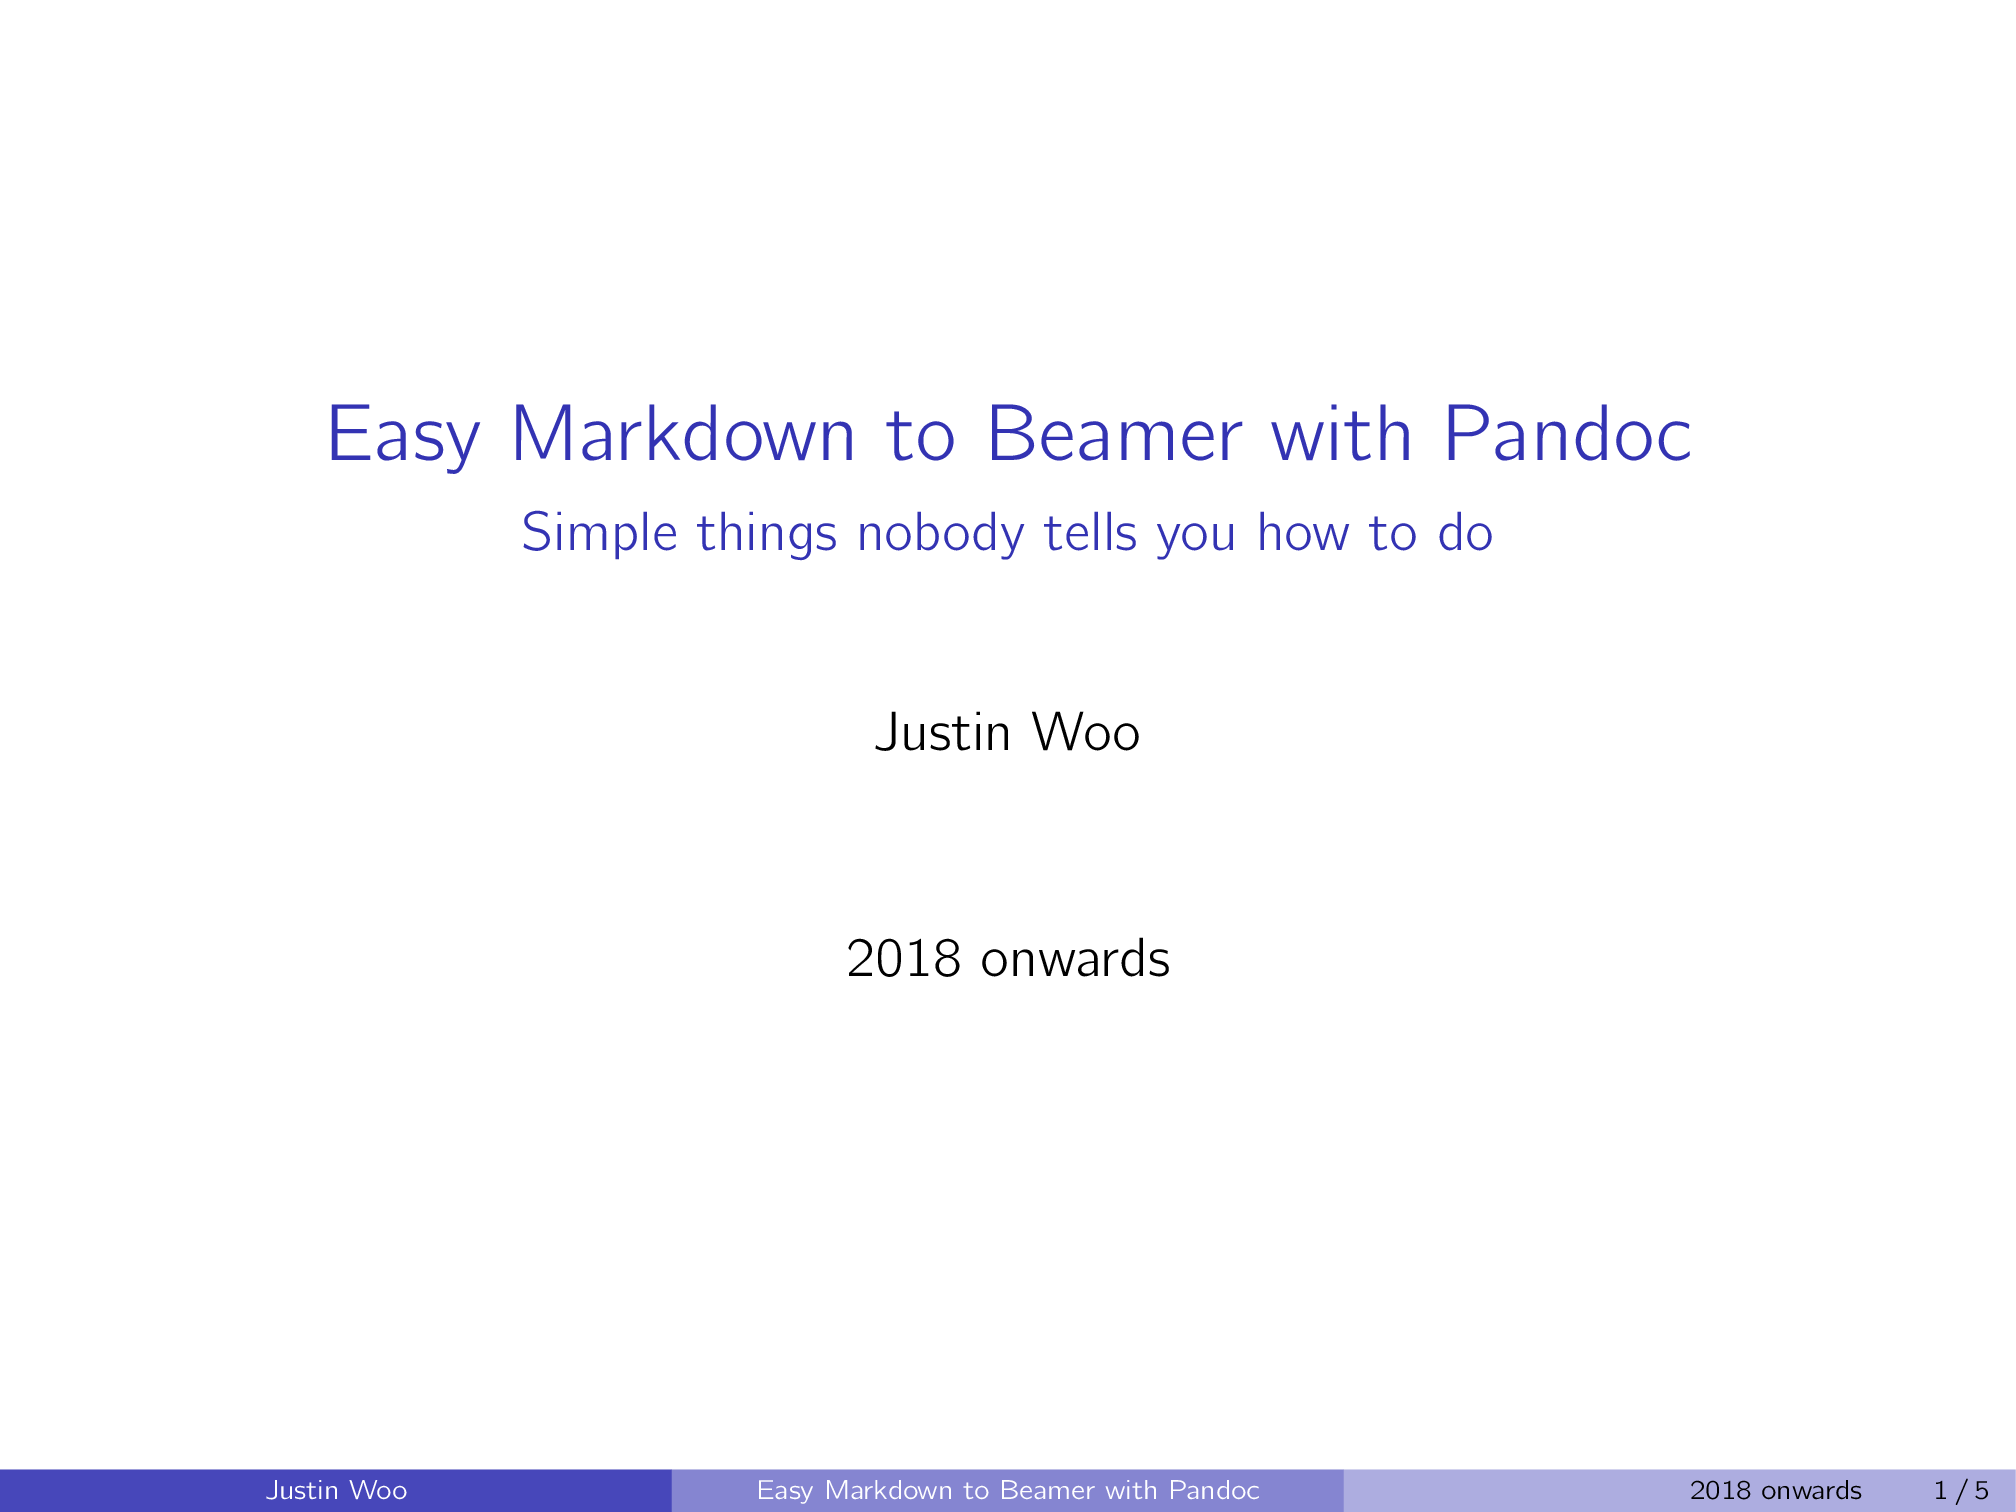 Easy Markdown to Beamer with Pandoc
Simple things nobody tells you how to do
Justin Woo
2018 onwards
Justin Woo Easy Markdown to Beamer with Pandoc 2018 onwards 1 / 5